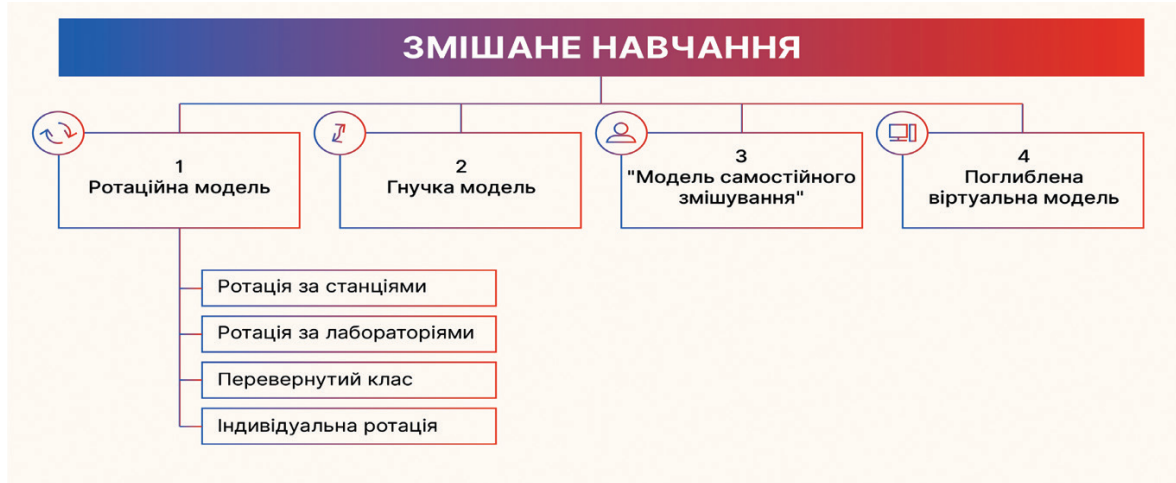 ЗМІШАНЕ НАВЧАННЯ
1
Ротаційна модель
2
Гнучка модель
3
"Модель самостійного
змішування"
4
Поглиблена
віртуальна модель
Ротація за станціями
Ротація за лабораторіями
Перевернутий клас
Індивідуальна ротація